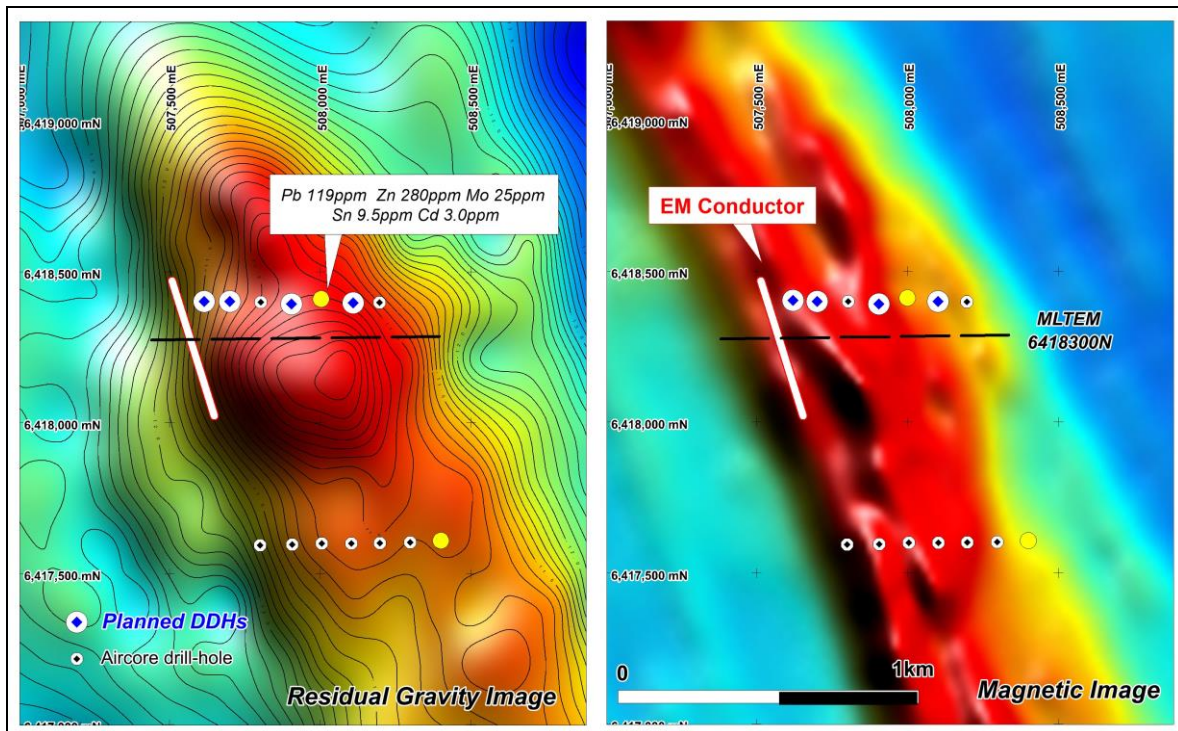 507,500 mE
508,000 mE
508,500 mE
6,419,000 mN
Pb 119ppm Zn 280ppm Mo 25ppm
Sn 9.5ppm Cd 3.0ppm
6,418,500 mN
6,418,000 mN
6,417,500 mN
Planned DDHs
Aircore drill-hole
Residual Gravity Image
507,500 mE
508,000 mE
508,500 mE
6,419,000 mN
EM Conductor
6,418,500 mN
MLTEM
6418300N
6,418,000 mN
6,417,500 mN
0
1km
Magnetic Image